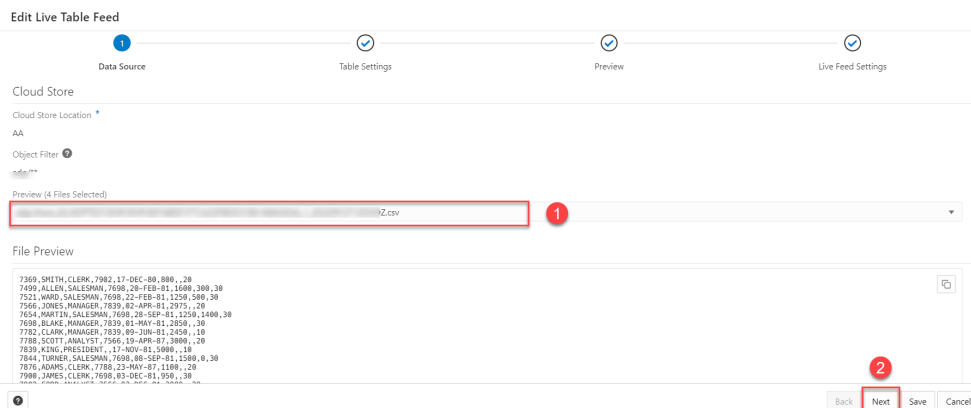 Edit Live Table Feed
1
Data Source
Table Settings
Preview
Live Feed Settings
Cloud Store
Cloud Store Location *
AA
Object Filter ?
/**
Preview (4 Files Selected)
Z.csv
1
File Preview
7369,SMITH,CLERK,7902,17-DEC-80,800,,20
7499,ALLEN,SALESMAN,7698,20-FEB-81,1600,300,30
7521,WARD,SALESMAN,7698,22-FEB-81,1250,500,30
7566,JONES,MANAGER,7839,02-APR-81,2975,,20
7654,MARTIN,SALESMAN,7698,28-SEP-81,1250,1400,30
7698,BLAKE,MANAGER,7839,01-MAY-81,2850,,30
7782,CLARK,MANAGER,7839,09-JUN-81,2450,,10
7788,SCOTT,ANALYST,7566,19-APR-87,3000,,20
7839,KING,PRESIDENT,,17-NOV-81,5000,,10
7844,TURNER,SALESMAN,7698,08-SEP-81,1500,0,30
7876,ADAMS,CLERK,7788,23-MAY-87,1100,,20
7900,JAMES,CLERK,7698,03-DEC-81,950,,30
2
?
Back
Next
Save
Cancel